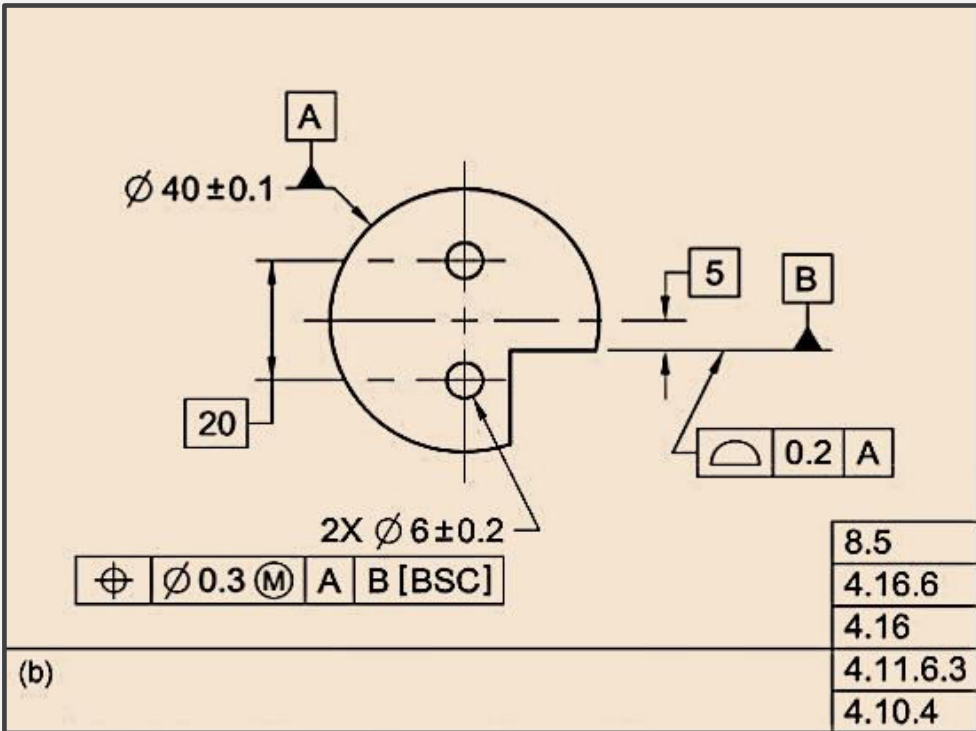 A
⌀ 40±0.1
5
B
20
⌓ 0.2 A
2X ⌀ 6±0.2
⌖ ⌀ 0.3 Ⓜ A B [BSC]
8.5
4.16.6
4.16
4.11.6.3
4.10.4
(b)